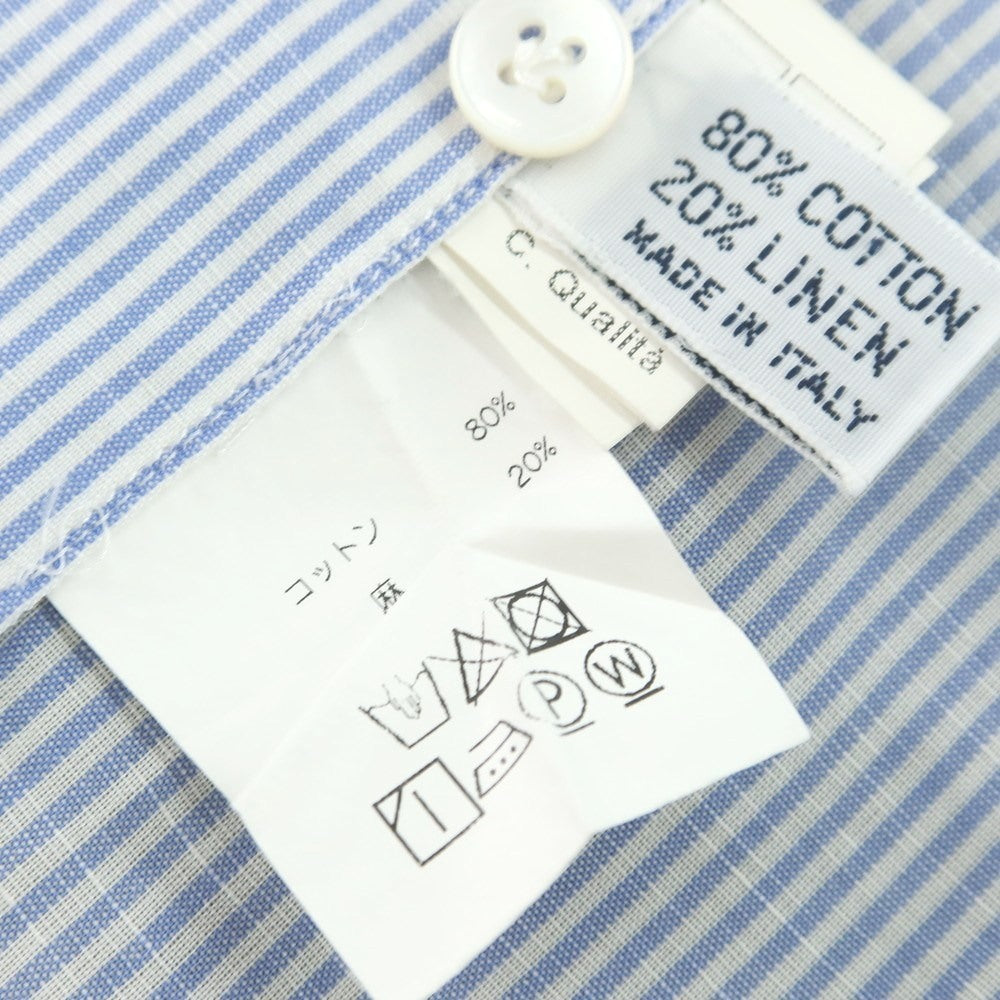 80% COTTON
20% LINEN
MADE IN ITALY
C. Qualità
コットン 80%
麻 20%
P W